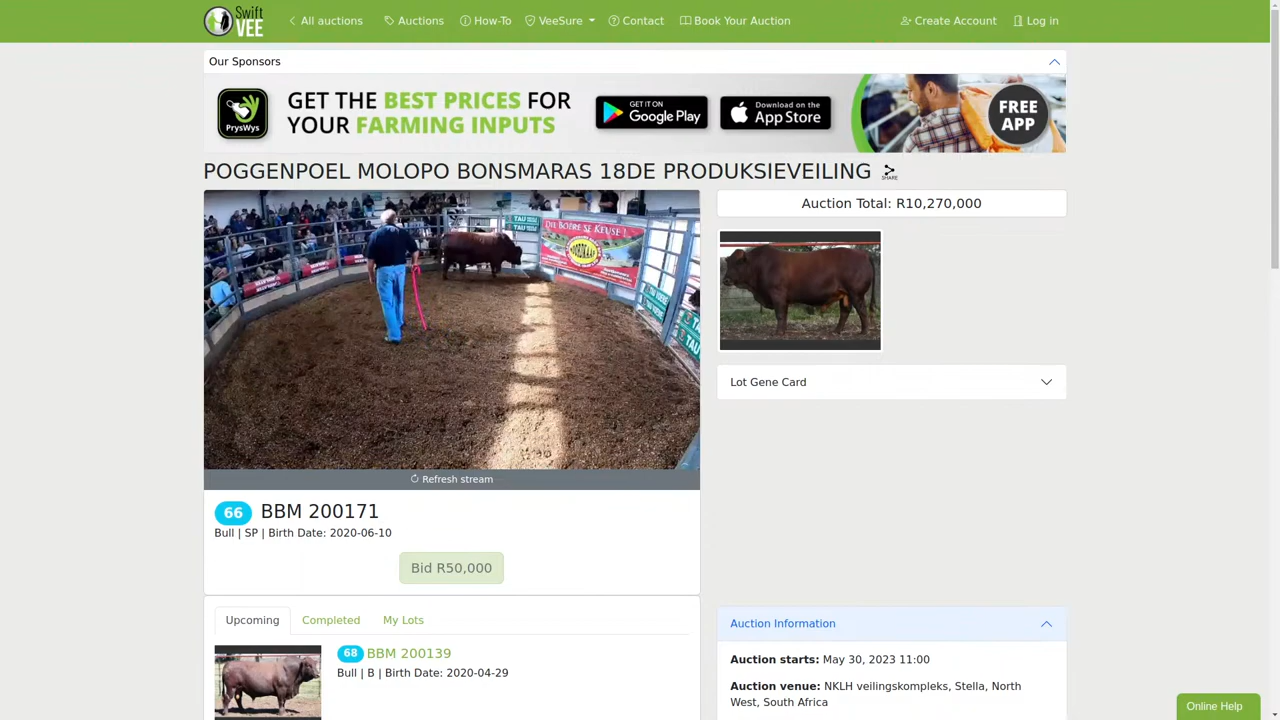 Swift
VEE
All auctions
Auctions
How-To
VeeSure
Contact
Book Your Auction
Create Account
Log in
Our Sponsors
PrysWys
GET THE BEST PRICES FOR
YOUR FARMING INPUTS
GET IT ON
Google Play
Download on the
App Store
FREE
APP
POGGENPOEL MOLOPO BONSMARAS 18DE PRODUKSIEVEILING
SHARE
Auction Total: R10,270,000
DIE BOERE SE KEUSE!
Lot Gene Card
Refresh stream
66 BBM 200171
Bull | SP | Birth Date: 2020-06-10
Bid R50,000
Upcoming
Completed
My Lots
68 BBM 200139
Bull | B | Birth Date: 2020-04-29
Auction Information
Auction starts: May 30, 2023 11:00
Auction venue: NKLH veilingskompleks, Stella, North
West, South Africa
Online Help